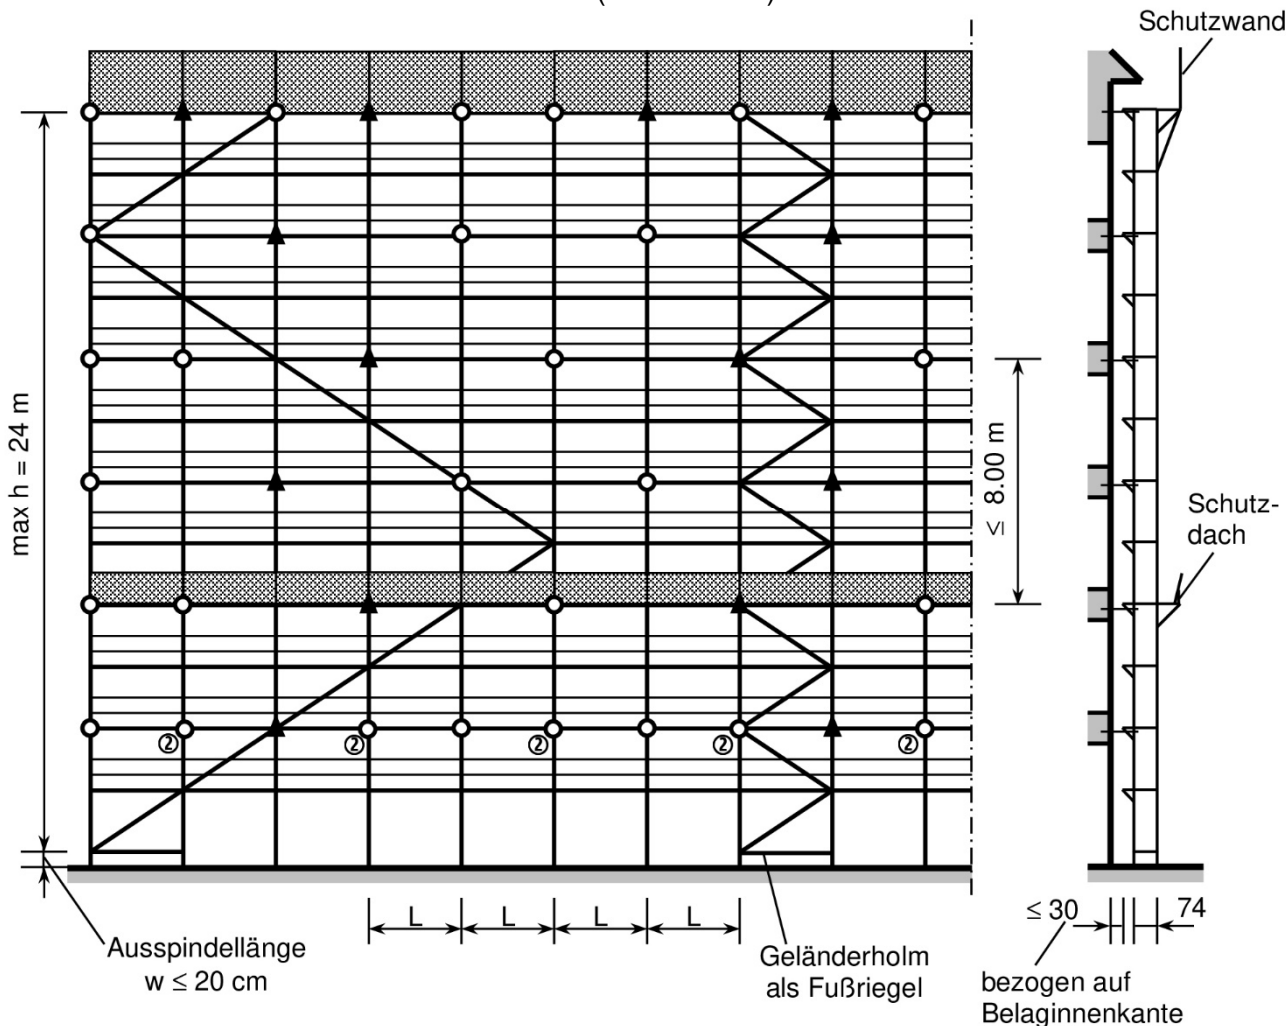 Schutzwand
max h = 24 m
≤ 8.00 m
Schutz-
dach
② ② ② ② ②
L L L L
≤ 30 74
Ausspindellänge
w ≤ 20 cm
Geländerholm
als Fußriegel
bezogen auf
Belaginnenkante